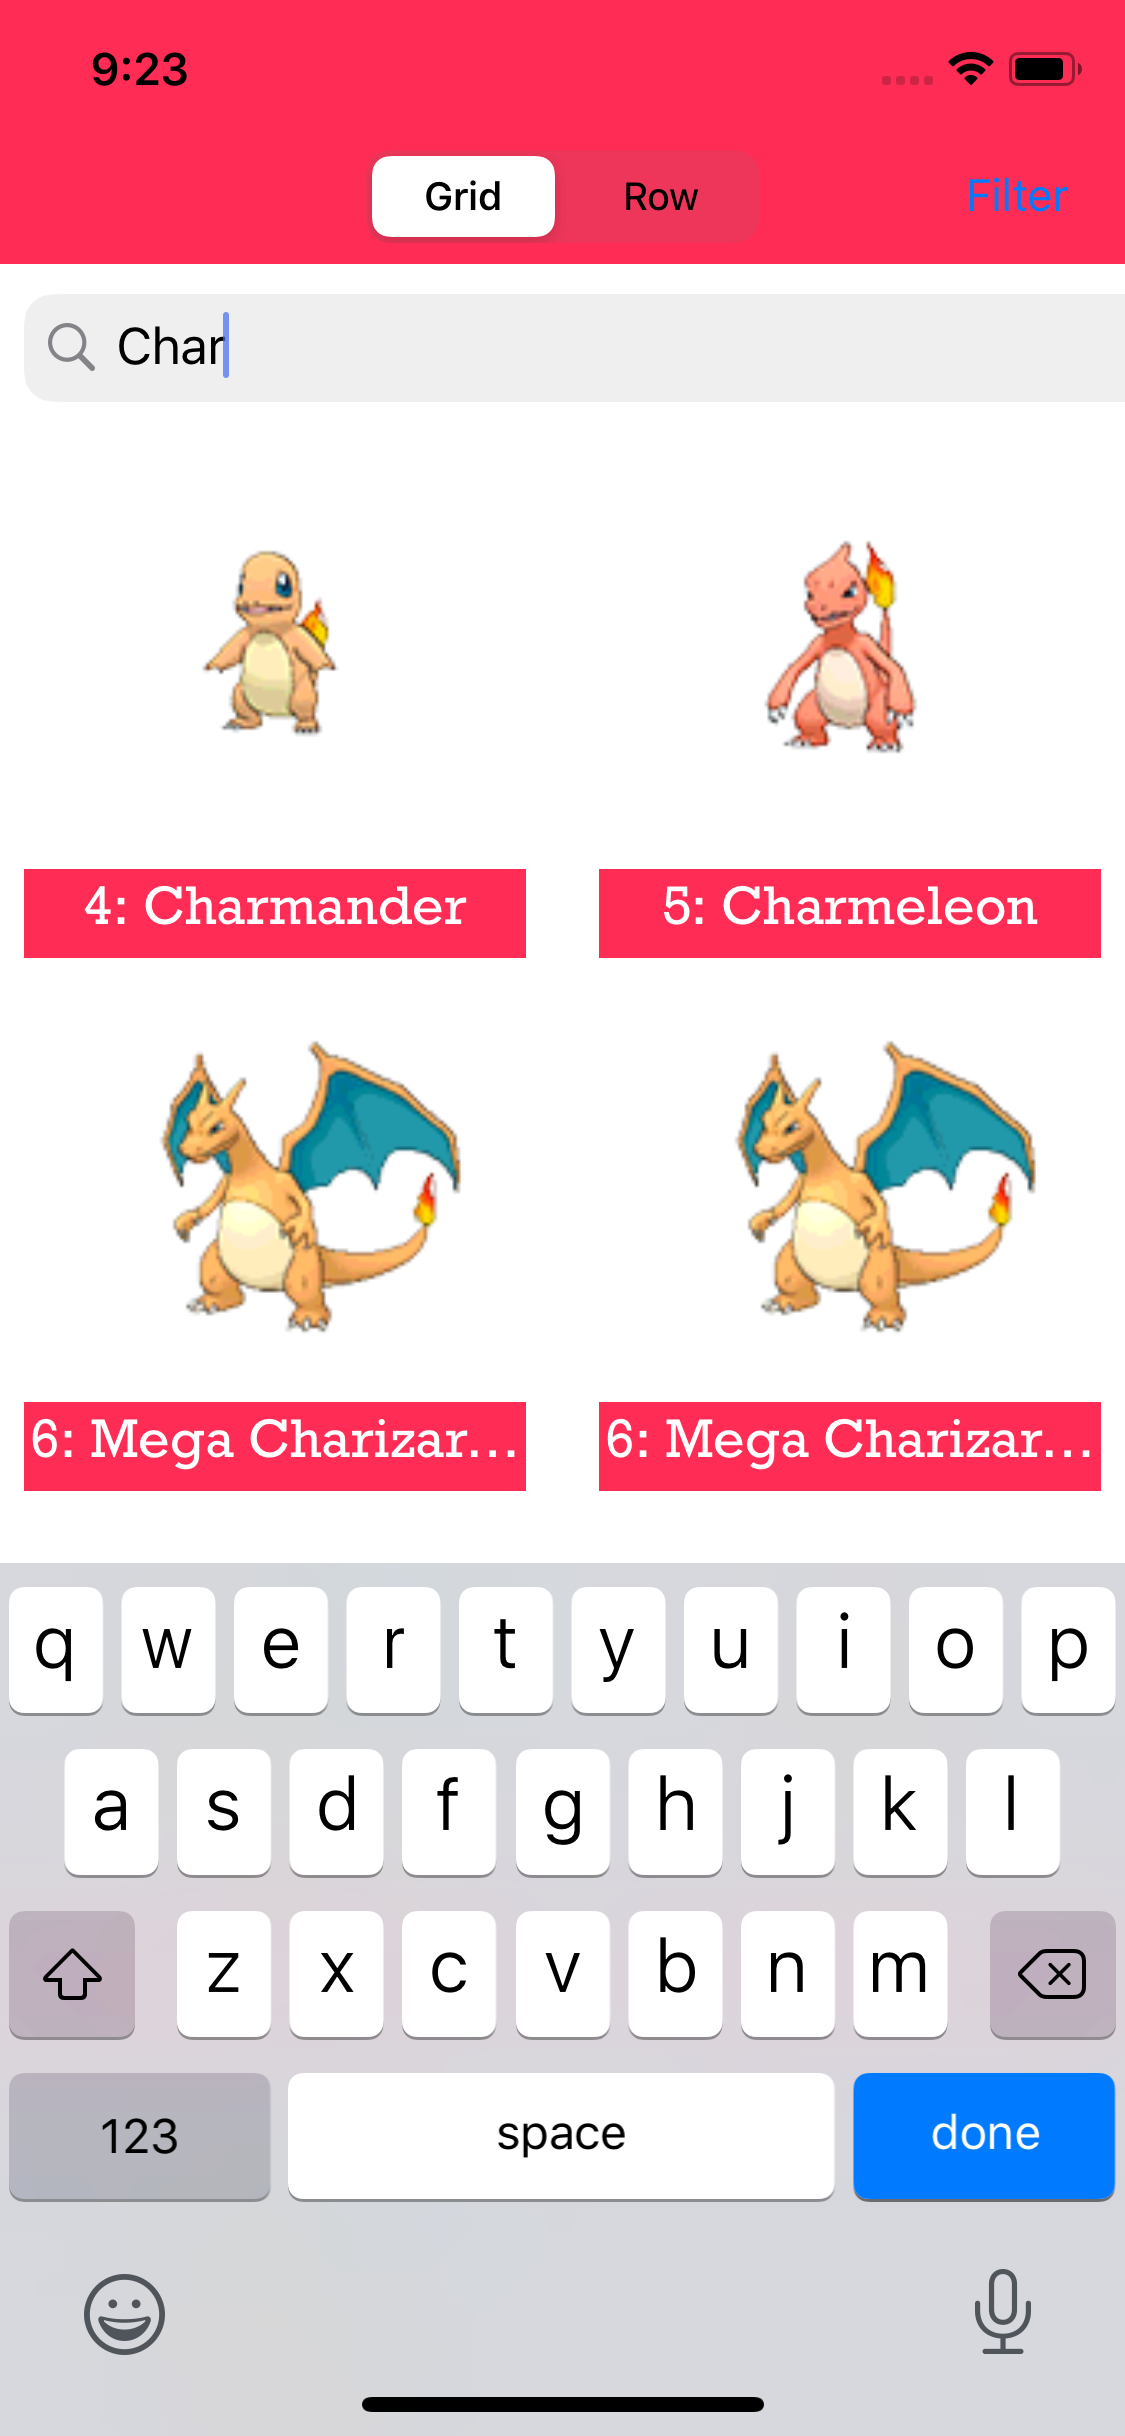 9:23
Grid Row Filter
Char
4: Charmander 5: Charmeleon
6: Mega Charizar... 6: Mega Charizar...
q w e r t y u i o p
a s d f g h j k l
z x c v b n m
123 space done